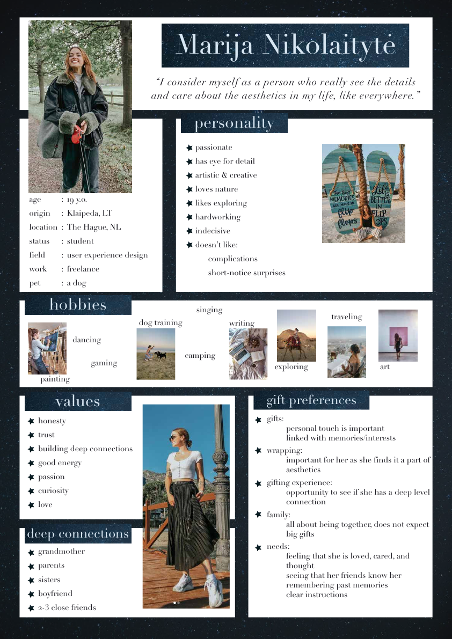 Marija Nikolaitytė
“I consider myself as a person who really see the details
and care about the aesthetics in my life, like everywhere.”
age : 19 y.o.
origin : Klaipeda, LT
location : The Hague, NL
status : student
field : user experience design
work : freelance
pet : a dog
personality
passionate
has eye for detail
artistic & creative
loves nature
likes exploring
hardworking
indecisive
doesn't like:
complications
short-notice surprises
hobbies
painting
dancing
gaming
dog training
singing
camping
writing
exploring
traveling
art
values
honesty
trust
building deep connections
good energy
passion
curiosity
love
deep connections
grandmother
parents
sisters
boyfriend
2-3 close friends
gift preferences
gifts:
personal touch is important
linked with memories/interests
wrapping:
important for her as she finds it a part of
aesthetics
gifting experience:
opportunity to see if she has a deep level
connection
family:
all about being together, does not expect
big gifts
needs:
feeling that she is loved, cared, and
thought
seeing that her friends know her
remembering past memories
clear instructions